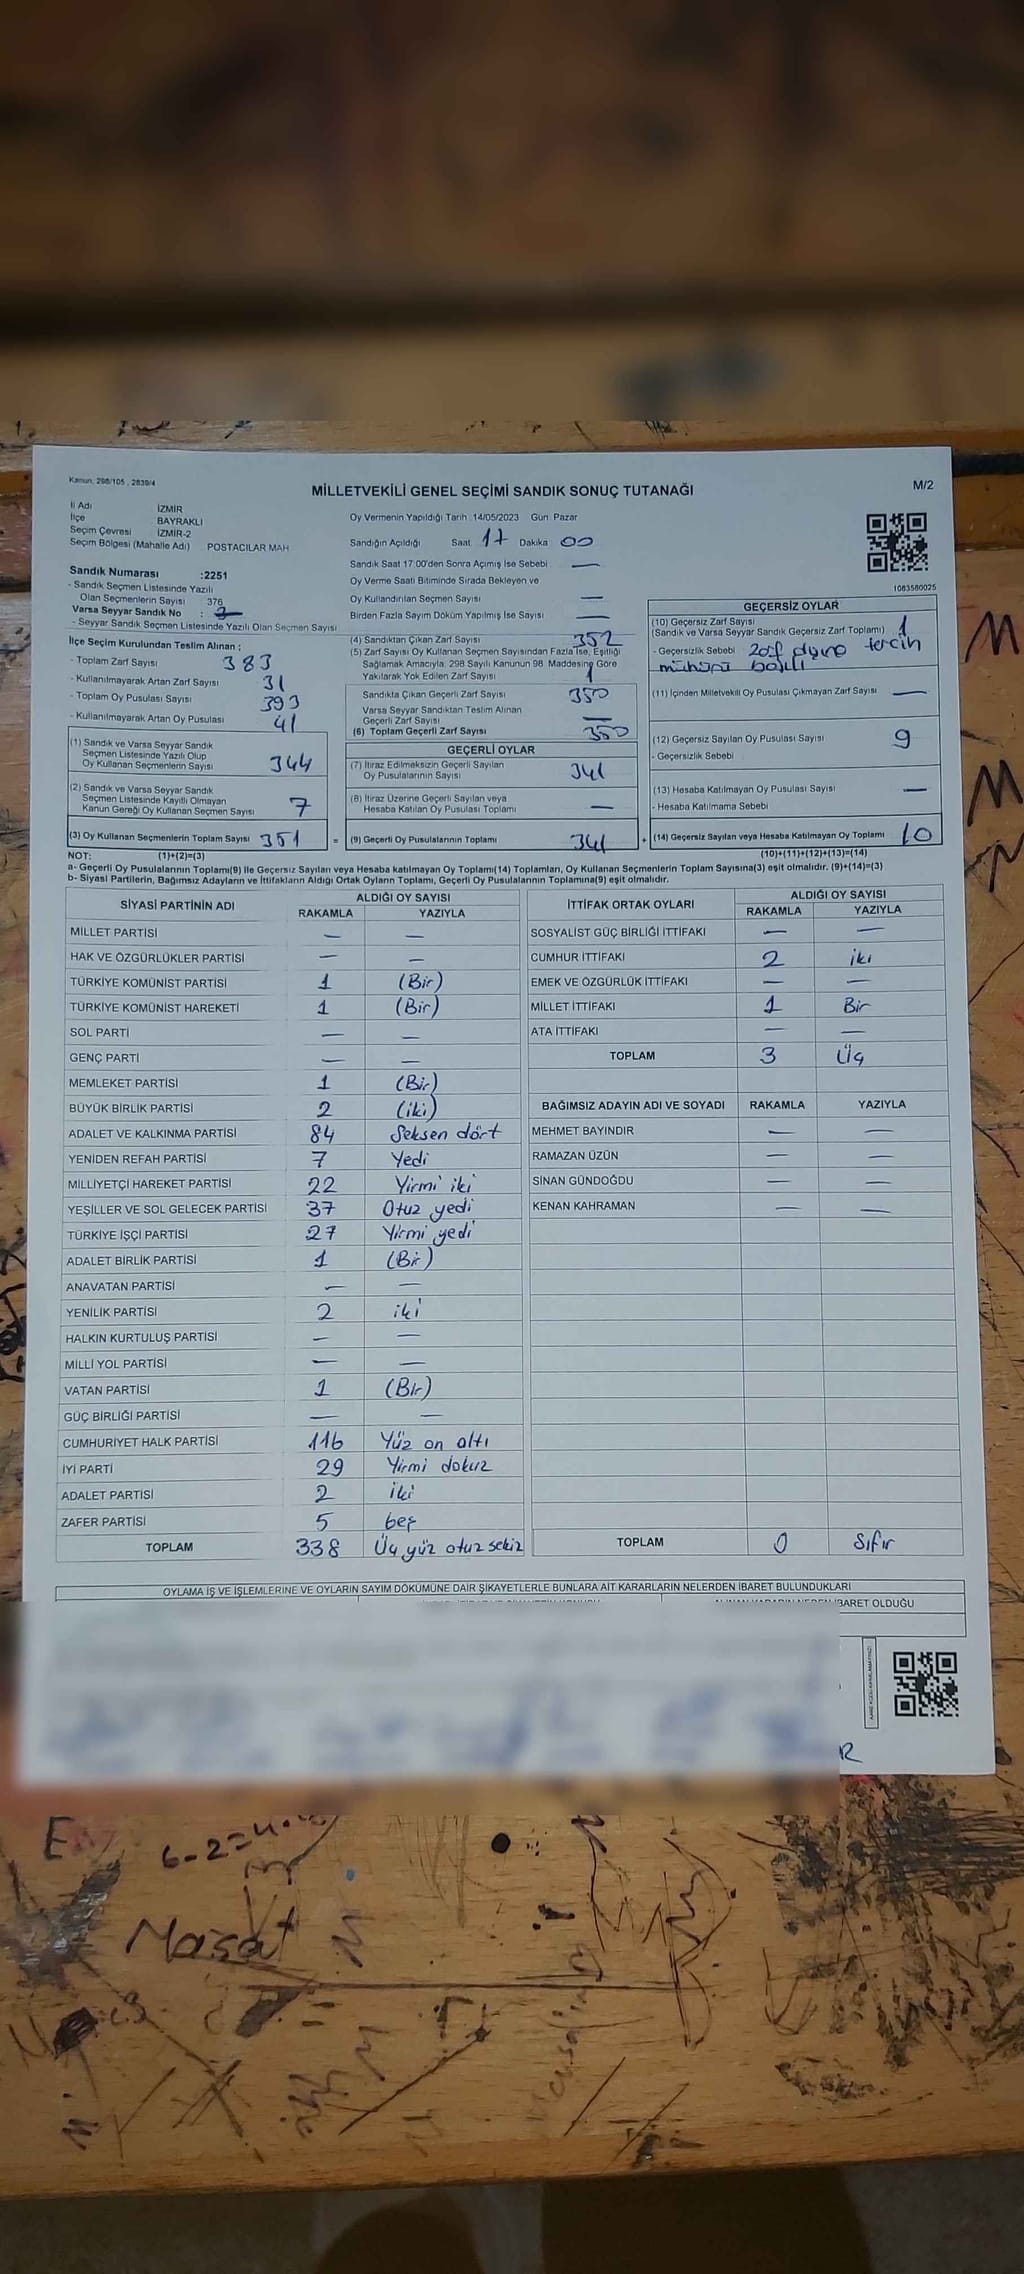 Kanun, 298/105 , 2839/4
MİLLETVEKİLİ GENEL SEÇİMİ SANDIK SONUÇ TUTANAĞI
M/2
İl Adı İZMİR
İlçe BAYRAKLI
Seçim Çevresi İZMİR-2
Seçim Bölgesi (Mahalle Adı) POSTACILAR MAH
Oy Vermenin Yapıldığı Tarih :14/05/2023 Gün: Pazar
Sandığın Açıldığı Saat 17 Dakika 00
Sandık Saat 17:00'den Sonra Açımış İse Sebebi —
Oy Verme Saati Bitiminde Sırada Bekleyen ve
Oy Kullandırılan Seçmen Sayısı —
Birden Fazla Sayım Döküm Yapılmış İse Sayısı —
1083580025
Sandık Numarası :2251
- Sandık Seçmen Listesinde Yazılı
Olan Seçmenlerin Sayısı : 376
Varsa Seyyar Sandık No :
- Seyyar Sandık Seçmen Listesinde Yazılı Olan Seçmen Sayısı
İlçe Seçim Kurulundan Teslim Alınan :
- Toplam Zarf Sayısı 383
- Kullanılmayarak Artan Zarf Sayısı 31
- Toplam Oy Pusulası Sayısı 393
- Kullanılmayarak Artan Oy Pusulası 41
(1) Sandık ve Varsa Seyyar Sandık
Seçmen Listesinde Yazılı Olup
Oy Kullanan Seçmenlerin Sayısı 344
(2) Sandık ve Varsa Seyyar Sandık
Seçmen Listesinde Kayıtlı Olmayan
Kanun Gereği Oy Kullanan Seçmen Sayısı 7
(3) Oy Kullanan Seçmenlerin Toplam Sayısı 351 =
(4) Sandıktan Çıkan Zarf Sayısı 352
(5) Zarf Sayısı Oy Kullanan Seçmen Sayısından Fazla İse, Eşitliği
Sağlamak Amacıyla, 298 Sayılı Kanunun 98. Maddesine Göre
Yakılarak Yok Edilen Zarf Sayısı 1
Sandıkta Çıkan Geçerli Zarf Sayısı 350
Varsa Seyyar Sandıktan Teslim Alınan
Geçerli Zarf Sayısı —
(6) Toplam Geçerli Zarf Sayısı 350
GEÇERLİ OYLAR
(7) İtiraz Edilmeksizin Geçerli Sayılan
Oy Pusulalarının Sayısı 341
(8) İtiraz Üzerine Geçerli Sayılan veya
Hesaba Katılan Oy Pusulası Toplamı —
(9) Geçerli Oy Pusulalarının Toplamı 341 +
GEÇERSİZ OYLAR
(10) Geçersiz Zarf Sayısı
(Sandık ve Varsa Seyyar Sandık Geçersiz Zarf Toplamı) 1
- Geçersizlik Sebebi Zarf dışına tercih
mühürü basılı
(11) İçinden Milletvekili Oy Pusulası Çıkmayan Zarf Sayısı —
(12) Geçersiz Sayılan Oy Pusulası Sayısı 9
- Geçersizlik Sebebi
(13) Hesaba Katılmayan Oy Pusulası Sayısı —
- Hesaba Katılmama Sebebi
(14) Geçersiz Sayılan veya Hesaba Katılmayan Oy Toplamı 10
NOT: (1)+(2)=(3) (10)+(11)+(12)+(13)=(14)
a- Geçerli Oy Pusulalarının Toplamı(9) ile Geçersiz Sayılan veya Hesaba katılmayan Oy Toplamı(14) Toplamları, Oy Kullanan Seçmenlerin Toplam Sayısına(3) eşit olmalıdır. (9)+(14)=(3)
b- Siyasi Partilerin, Bağımsız Adayların ve İttifakların Aldığı Ortak Oyların Toplamı, Geçerli Oy Pusulalarının Toplamına(9) eşit olmalıdır.
SİYASİ PARTİNİN ADI ALDIĞI OY SAYISI
RAKAMLA YAZIYLA
MİLLET PARTİSİ — —
HAK VE ÖZGÜRLÜKLER PARTİSİ — —
TÜRKİYE KOMÜNİST PARTİSİ 1 (Bir)
TÜRKİYE KOMÜNİST HAREKETİ 1 (Bir)
SOL PARTİ — —
GENÇ PARTİ — —
MEMLEKET PARTİSİ 1 (Bir)
BÜYÜK BİRLİK PARTİSİ 2 (iki)
ADALET VE KALKINMA PARTİSİ 84 Seksen dört
YENİDEN REFAH PARTİSİ 7 Yedi
MİLLİYETÇİ HAREKET PARTİSİ 22 Yirmi iki
YEŞİLLER VE SOL GELECEK PARTİSİ 37 Otuz yedi
TÜRKİYE İŞÇİ PARTİSİ 27 Yirmi yedi
ADALET BİRLİK PARTİSİ 1 (Bir)
ANAVATAN PARTİSİ — —
YENİLİK PARTİSİ 2 iki
HALKIN KURTULUŞ PARTİSİ — —
MİLLİ YOL PARTİSİ — —
VATAN PARTİSİ 1 (Bir)
GÜÇ BİRLİĞİ PARTİSİ — —
CUMHURİYET HALK PARTİSİ 116 Yüz on altı
İYİ PARTİ 29 Yirmi dokuz
ADALET PARTİSİ 2 iki
ZAFER PARTİSİ 5 beş
TOPLAM 338 Üç yüz otuz sekiz
İTTİFAK ORTAK OYLARI ALDIĞI OY SAYISI
RAKAMLA YAZIYLA
SOSYALİST GÜÇ BİRLİĞİ İTTİFAKI — —
CUMHUR İTTİFAKI 2 iki
EMEK VE ÖZGÜRLÜK İTTİFAKI — —
MİLLET İTTİFAKI 1 Bir
ATA İTTİFAKI — —
TOPLAM 3 Üç
BAĞIMSIZ ADAYIN ADI VE SOYADI RAKAMLA YAZIYLA
MEHMET BAYINDIR — —
RAMAZAN ÜZÜN — —
SİNAN GÜNDOĞDU — —
KENAN KAHRAMAN — —
TOPLAM 0 Sıfır
OYLAMA İŞ VE İŞLEMLERİNE VE OYLARIN SAYIM DÖKÜMÜNE DAİR ŞİKAYETLERLE BUNLARA AİT KARARLARIN NELERDEN İBARET BULUNDUKLARI
ALINAN KARARIN NEDEN İBARET OLDUĞU
6-2=4
Masat